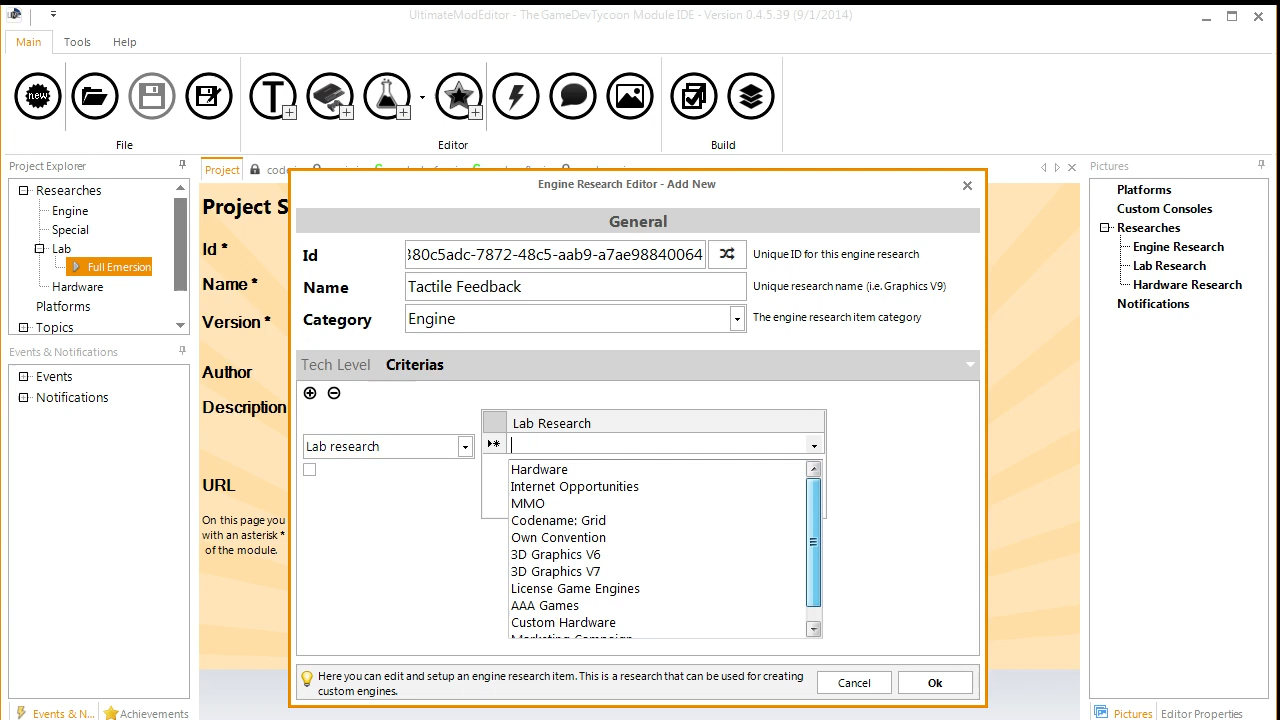 UltimateModEditor - The GameDevTycoon Module IDE - Version 0.4.5.39 (9/1/2014)
Main Tools Help
new
File
Editor
Build
Project Explorer
Researches
Engine
Special
Lab
Full Emersion
Hardware
Platforms
Topics
Events & Notifications
Events
Notifications
Events & N...
Achievements
Project
Project S
Id *
Name *
Version *
Author
Description
URL
On this page you
with an asterisk *
of the module.
Engine Research Editor - Add New
General
Id
380c5adc-7872-48c5-aab9-a7ae98840064
Unique ID for this engine research
Name
Tactile Feedback
Unique research name (i.e. Graphics V9)
Category
Engine
The engine research item category
Tech Level Criterias
Lab research
Lab Research
Hardware
Internet Opportunities
MMO
Codename: Grid
Own Convention
3D Graphics V6
3D Graphics V7
License Game Engines
AAA Games
Custom Hardware
Marketing Campaign
Here you can edit and setup an engine research item. This is a research that can be used for creating
custom engines.
Cancel
Ok
Pictures
Platforms
Custom Consoles
Researches
Engine Research
Lab Research
Hardware Research
Notifications
Pictures
Editor Properties